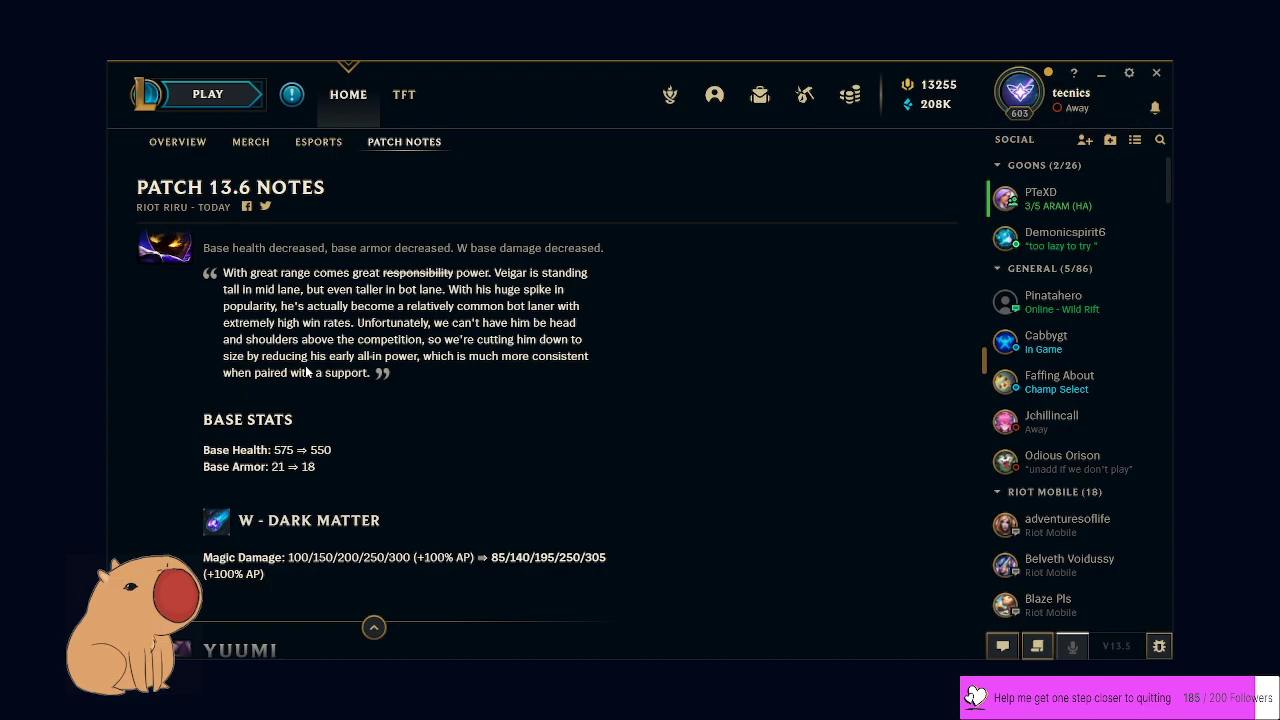 PLAY
HOME
TFT
13255
208K
603
?
tecnics
Away
OVERVIEW
MERCH
ESPORTS
PATCH NOTES
SOCIAL
PATCH 13.6 NOTES
RIOT RIRU - TODAY
Base health decreased, base armor decreased. W base damage decreased.
With great range comes great responsibility power. Veigar is standing
tall in mid lane, but even taller in bot lane. With his huge spike in
popularity, he's actually become a relatively common bot laner with
extremely high win rates. Unfortunately, we can't have him be head
and shoulders above the competition, so we're cutting him down to
size by reducing his early all-in power, which is much more consistent
when paired with a support.
BASE STATS
Base Health: 575 ⇒ 550
Base Armor: 21 ⇒ 18
W - DARK MATTER
Magic Damage: 100/150/200/250/300 (+100% AP) ⇒ 85/140/195/250/305
(+100% AP)
YUUMI
GOONS (2/26)
PTeXD
3/5 ARAM (HA)
Demonicspirit6
"too lazy to try "
GENERAL (5/86)
Pinatahero
Online - Wild Rift
Cabbygt
In Game
Faffing About
Champ Select
Jchillincall
Away
Odious Orison
"unadd If we don't play"
RIOT MOBILE (18)
adventuresoflife
Riot Mobile
Belveth Voidussy
Riot Mobile
Blaze Pls
Riot Mobile
V13.5
Help me get one step closer to quitting 185 / 200 Followers